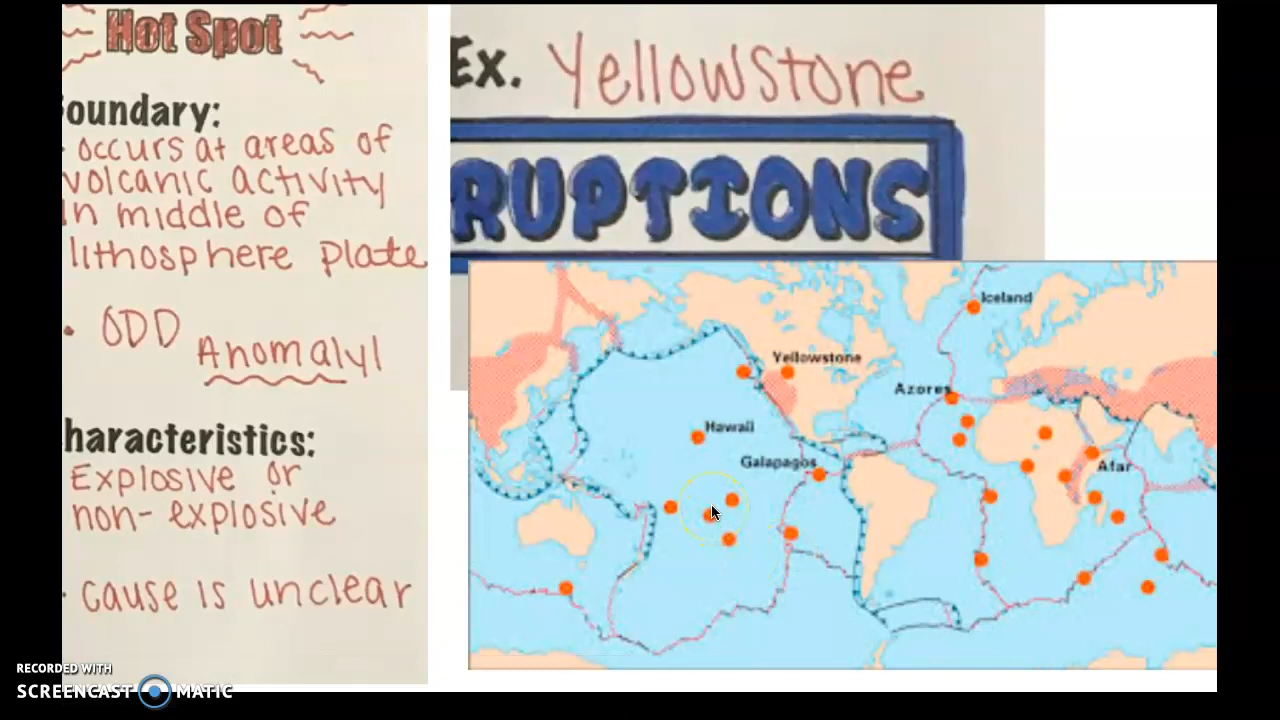 Hot Spot
oundary:
· occurs at areas of
volcanic activity
in middle of
lithosphere plate
· ODD Anomaly!
haracteristics:
Explosive or
non-explosive
· cause is unclear
Ex. Yellowstone
RUPTIONS
Iceland
Yellowstone
Azores
Hawaii
Galapagos
Afar
RECORDED WITH
SCREENCAST MATIC